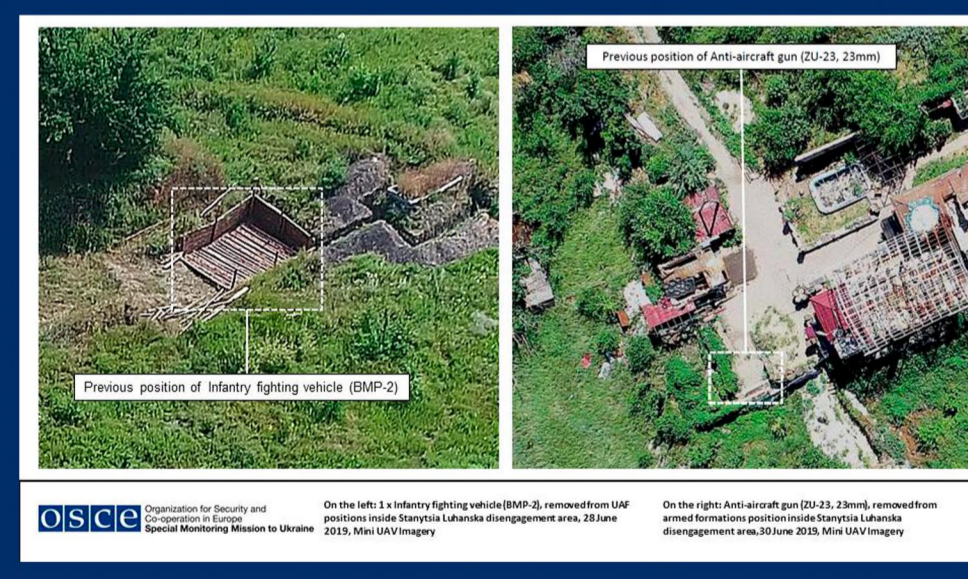 Previous position of Anti-aircraft gun (ZU-23, 23mm)
Previous position of Infantry fighting vehicle (BMP-2)
OSCE
Organization for Security and
Co-operation in Europe
Special Monitoring Mission to Ukraine
On the left: 1 x Infantry fighting vehicle (BMP-2), removed from UAF
positions inside Stanytsia Luhanska disengagement area, 28 June
2019, Mini UAV Imagery
On the right: Anti-aircraft gun (ZU-23, 23mm), removed from
armed formations position inside Stanytsia Luhanska
disengagement area,30 June 2019, Mini UAV Imagery